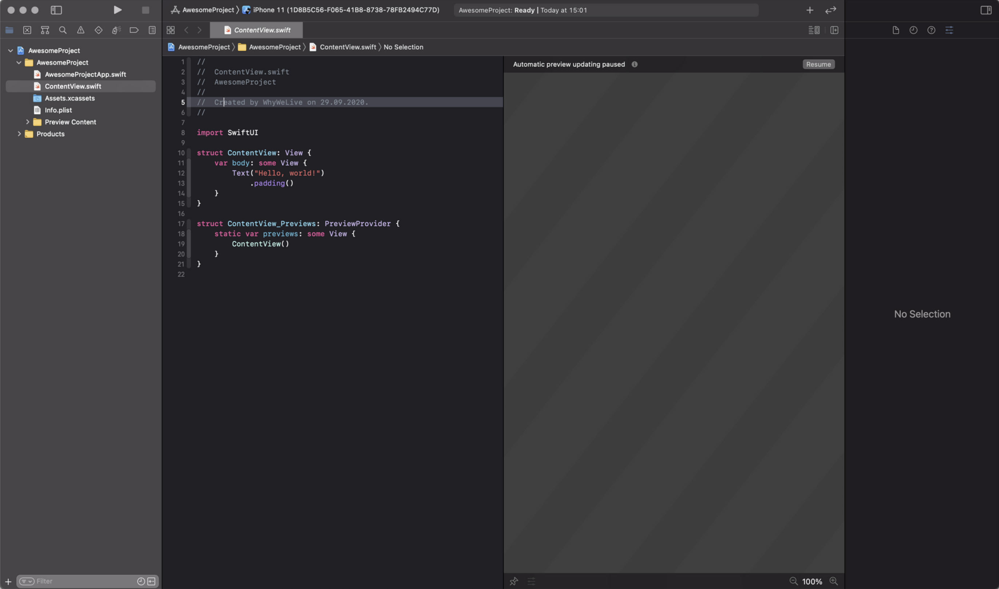 AwesomeProject 〉 iPhone 11 (1D8B5C56-F065-41B8-8738-78FB2494C77D)
AwesomeProject: Ready | Today at 15:01
ContentView.swift
AwesomeProject 〉 AwesomeProject 〉 ContentView.swift 〉 No Selection
AwesomeProject
AwesomeProject
AwesomeProjectApp.swift
ContentView.swift
Assets.xcassets
Info.plist
Preview Content
Products
Filter
1 //
2 //  ContentView.swift
3 //  AwesomeProject
4 //
5 //  Created by WhyWeLive on 29.09.2020.
6 //
7
8 import SwiftUI
9
10 struct ContentView: View {
11     var body: some View {
12         Text("Hello, world!")
13             .padding()
14     }
15 }
16
17 struct ContentView_Previews: PreviewProvider {
18     static var previews: some View {
19         ContentView()
20     }
21 }
22
Automatic preview updating paused
Resume
100%
No Selection